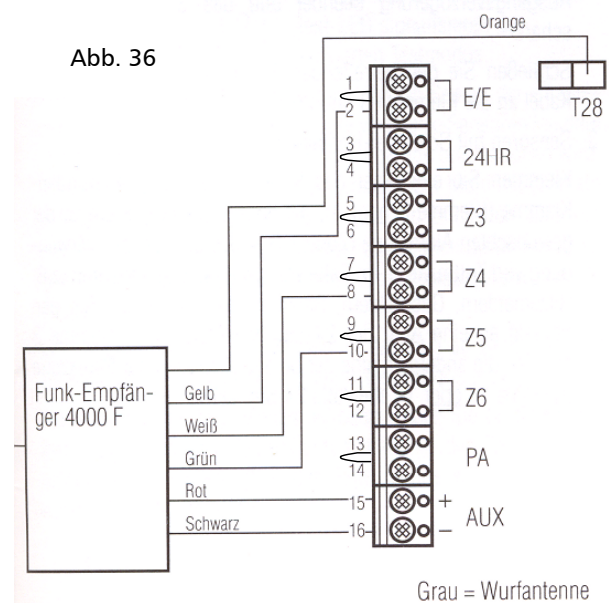 Orange
Abb. 36
T28
1
2
E/E
3
4
24HR
5
6
Z3
7
8
Z4
9
10
Z5
11
12
Z6
13
14
PA
15
16
+
AUX
−
Funk-Empfän-
ger 4000 F
Gelb
Weiß
Grün
Rot
Schwarz
Grau = Wurfantenne